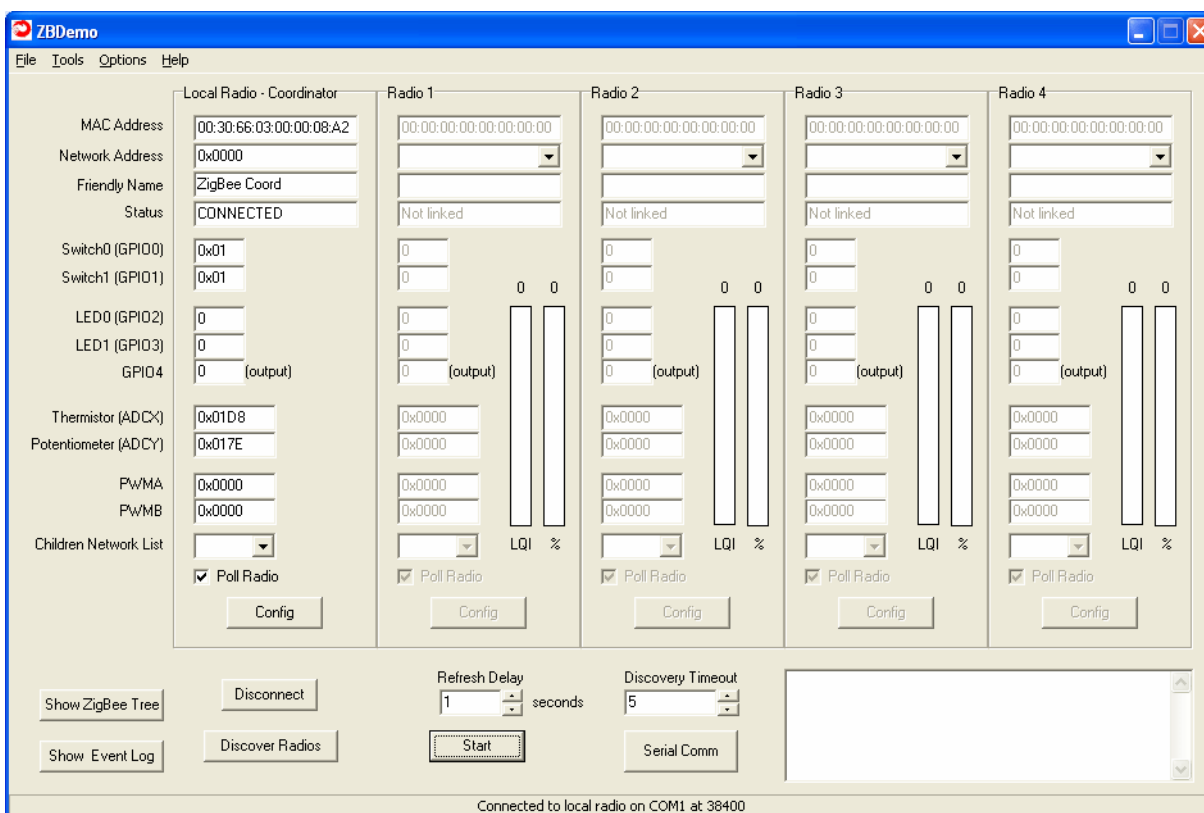 ZBDemo
File Tools Options Help
Local Radio - Coordinator Radio 1 Radio 2 Radio 3 Radio 4
MAC Address 00:30:66:03:00:00:08:A2 00:00:00:00:00:00:00:00 00:00:00:00:00:00:00:00 00:00:00:00:00:00:00:00 00:00:00:00:00:00:00:00
Network Address 0x0000
Friendly Name ZigBee Coord
Status CONNECTED Not linked Not linked Not linked Not linked
Switch0 (GPIO0) 0x01 0 0 0 0
Switch1 (GPIO1) 0x01 0 0 0 0
0 0 0 0 0 0 0 0
LED0 (GPIO2) 0 0 0 0 0
LED1 (GPIO3) 0 0 0 0 0
GPIO4 0 (output) 0 (output) 0 (output) 0 (output) 0 (output)
Thermistor (ADCX) 0x01D8 0x0000 0x0000 0x0000 0x0000
Potentiometer (ADCY) 0x017E 0x0000 0x0000 0x0000 0x0000
PWMA 0x0000 0x0000 0x0000 0x0000 0x0000
PWMB 0x0000 0x0000 0x0000 0x0000 0x0000
Children Network List LQI % LQI % LQI % LQI %
Poll Radio Poll Radio Poll Radio Poll Radio Poll Radio
Config Config Config Config Config
Refresh Delay Discovery Timeout
Show ZigBee Tree Disconnect 1 seconds 5
Show Event Log Discover Radios Start Serial Comm
Connected to local radio on COM1 at 38400